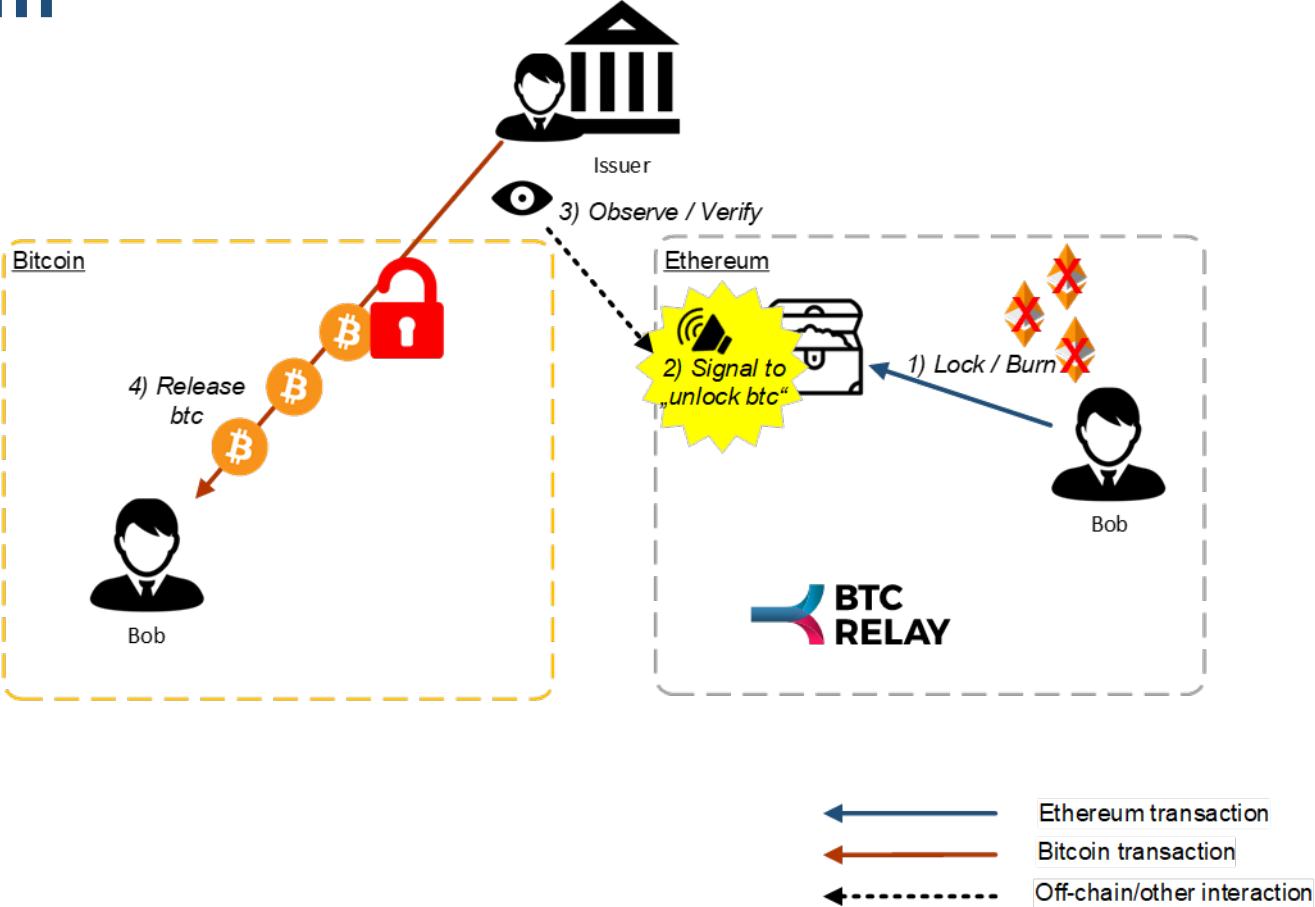 Issuer
3) Observe / Verify
Bitcoin
Ethereum
2) Signal to
„unlock btc“
1) Lock / Burn
X
X
X
4) Release
btc
Bob
Bob
BTC
RELAY
Ethereum transaction
Bitcoin transaction
Off-chain/other interaction